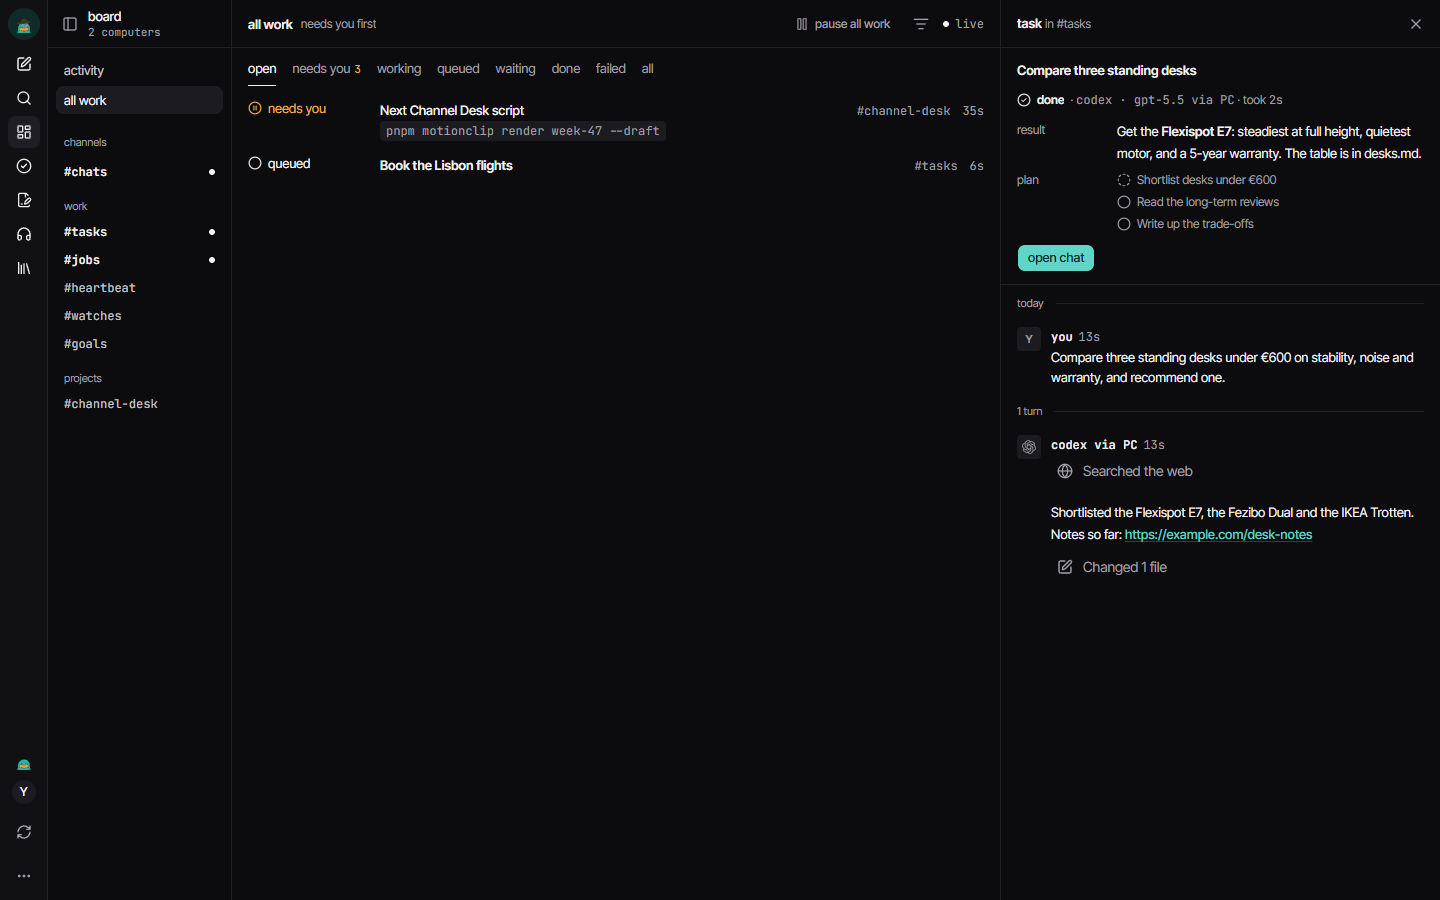 board
2 computers
activity
all work
channels
#chats
work
#tasks
#jobs
#heartbeat
#watches
#goals
projects
#channel-desk
Y
all work needs you first
pause all work
live
open needs you 3 working queued waiting done failed all
needs you
Next Channel Desk script
#channel-desk 35s
pnpm motionclip render week-47 --draft
queued
Book the Lisbon flights
#tasks 6s
task in #tasks
Compare three standing desks
done · codex · gpt-5.5 via PC · took 2s
result
Get the Flexispot E7: steadiest at full height, quietest
motor, and a 5-year warranty. The table is in desks.md.
plan
Shortlist desks under €600
Read the long-term reviews
Write up the trade-offs
open chat
today
Y
you 13s
Compare three standing desks under €600 on stability, noise and
warranty, and recommend one.
1 turn
codex via PC 13s
Searched the web
Shortlisted the Flexispot E7, the Fezibo Dual and the IKEA Trotten.
Notes so far: https://example.com/desk-notes
Changed 1 file